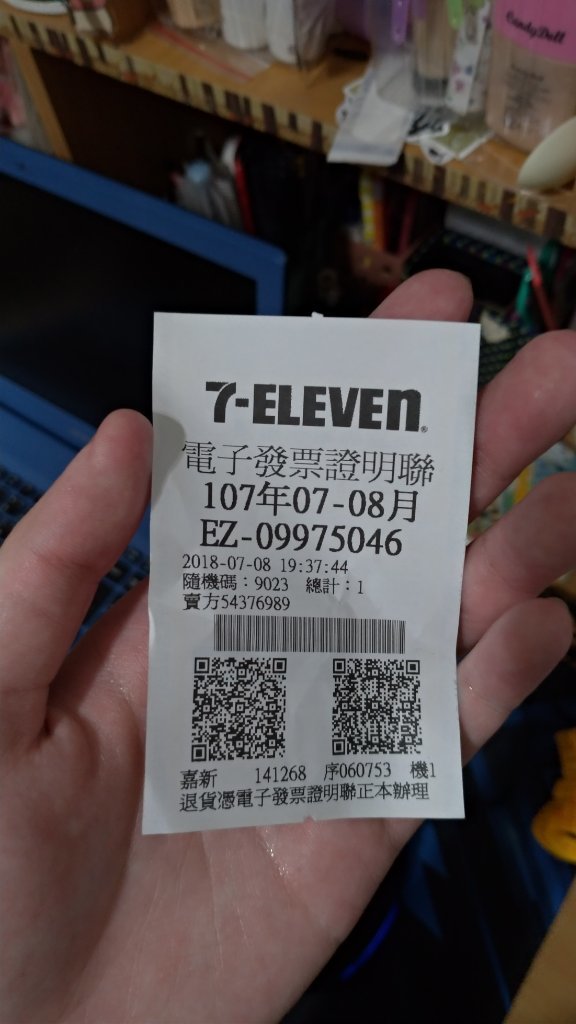 CandyDoll
7-ELEVEN®
電子發票證明聯
107年07-08月
EZ-09975046
2018-07-08 19:37:44
隨機碼：9023 總計：1
賣方54376989
嘉新 141268 序060753 機1
退貨憑電子發票證明聯正本辦理